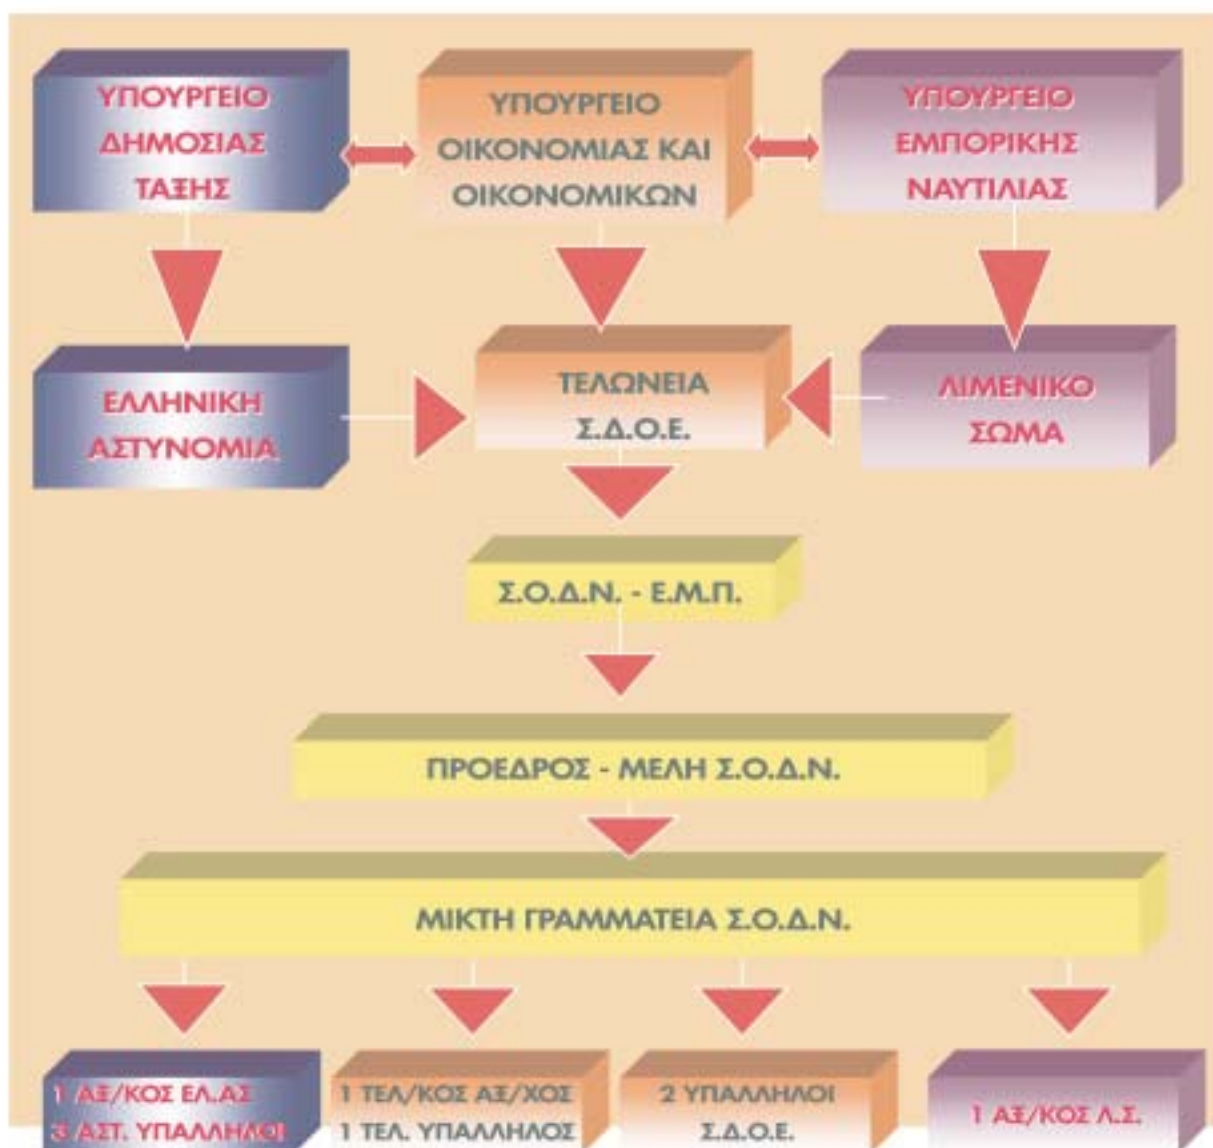 ΥΠΟΥΡΓΕΙΟ
ΔΗΜΟΣΙΑΣ
ΤΑΞΗΣ
ΥΠΟΥΡΓΕΙΟ
ΟΙΚΟΝΟΜΙΑΣ ΚΑΙ
ΟΙΚΟΝΟΜΙΚΩΝ
ΥΠΟΥΡΓΕΙΟ
ΕΜΠΟΡΙΚΗΣ
ΝΑΥΤΙΛΙΑΣ
ΕΛΛΗΝΙΚΗ
ΑΣΤΥΝΟΜΙΑ
ΤΕΛΩΝΕΙΑ
Σ.Δ.Ο.Ε.
ΛΙΜΕΝΙΚΟ
ΣΩΜΑ
Σ.Ο.Δ.Ν. - Ε.Μ.Π.
ΠΡΟΕΔΡΟΣ - ΜΕΛΗ Σ.Ο.Δ.Ν.
ΜΙΚΤΗ ΓΡΑΜΜΑΤΕΙΑ Σ.Ο.Δ.Ν.
1 ΑΞ/ΚΟΣ ΕΛ.ΑΣ
3 ΑΣΤ. ΥΠΑΛΛΗΛΟΙ
1 ΤΕΛ/ΚΟΣ ΑΞ/ΧΟΣ
1 ΤΕΛ. ΥΠΑΛΛΗΛΟΣ
2 ΥΠΑΛΛΗΛΟΙ
Σ.Δ.Ο.Ε.
1 ΑΞ/ΚΟΣ Λ.Σ.